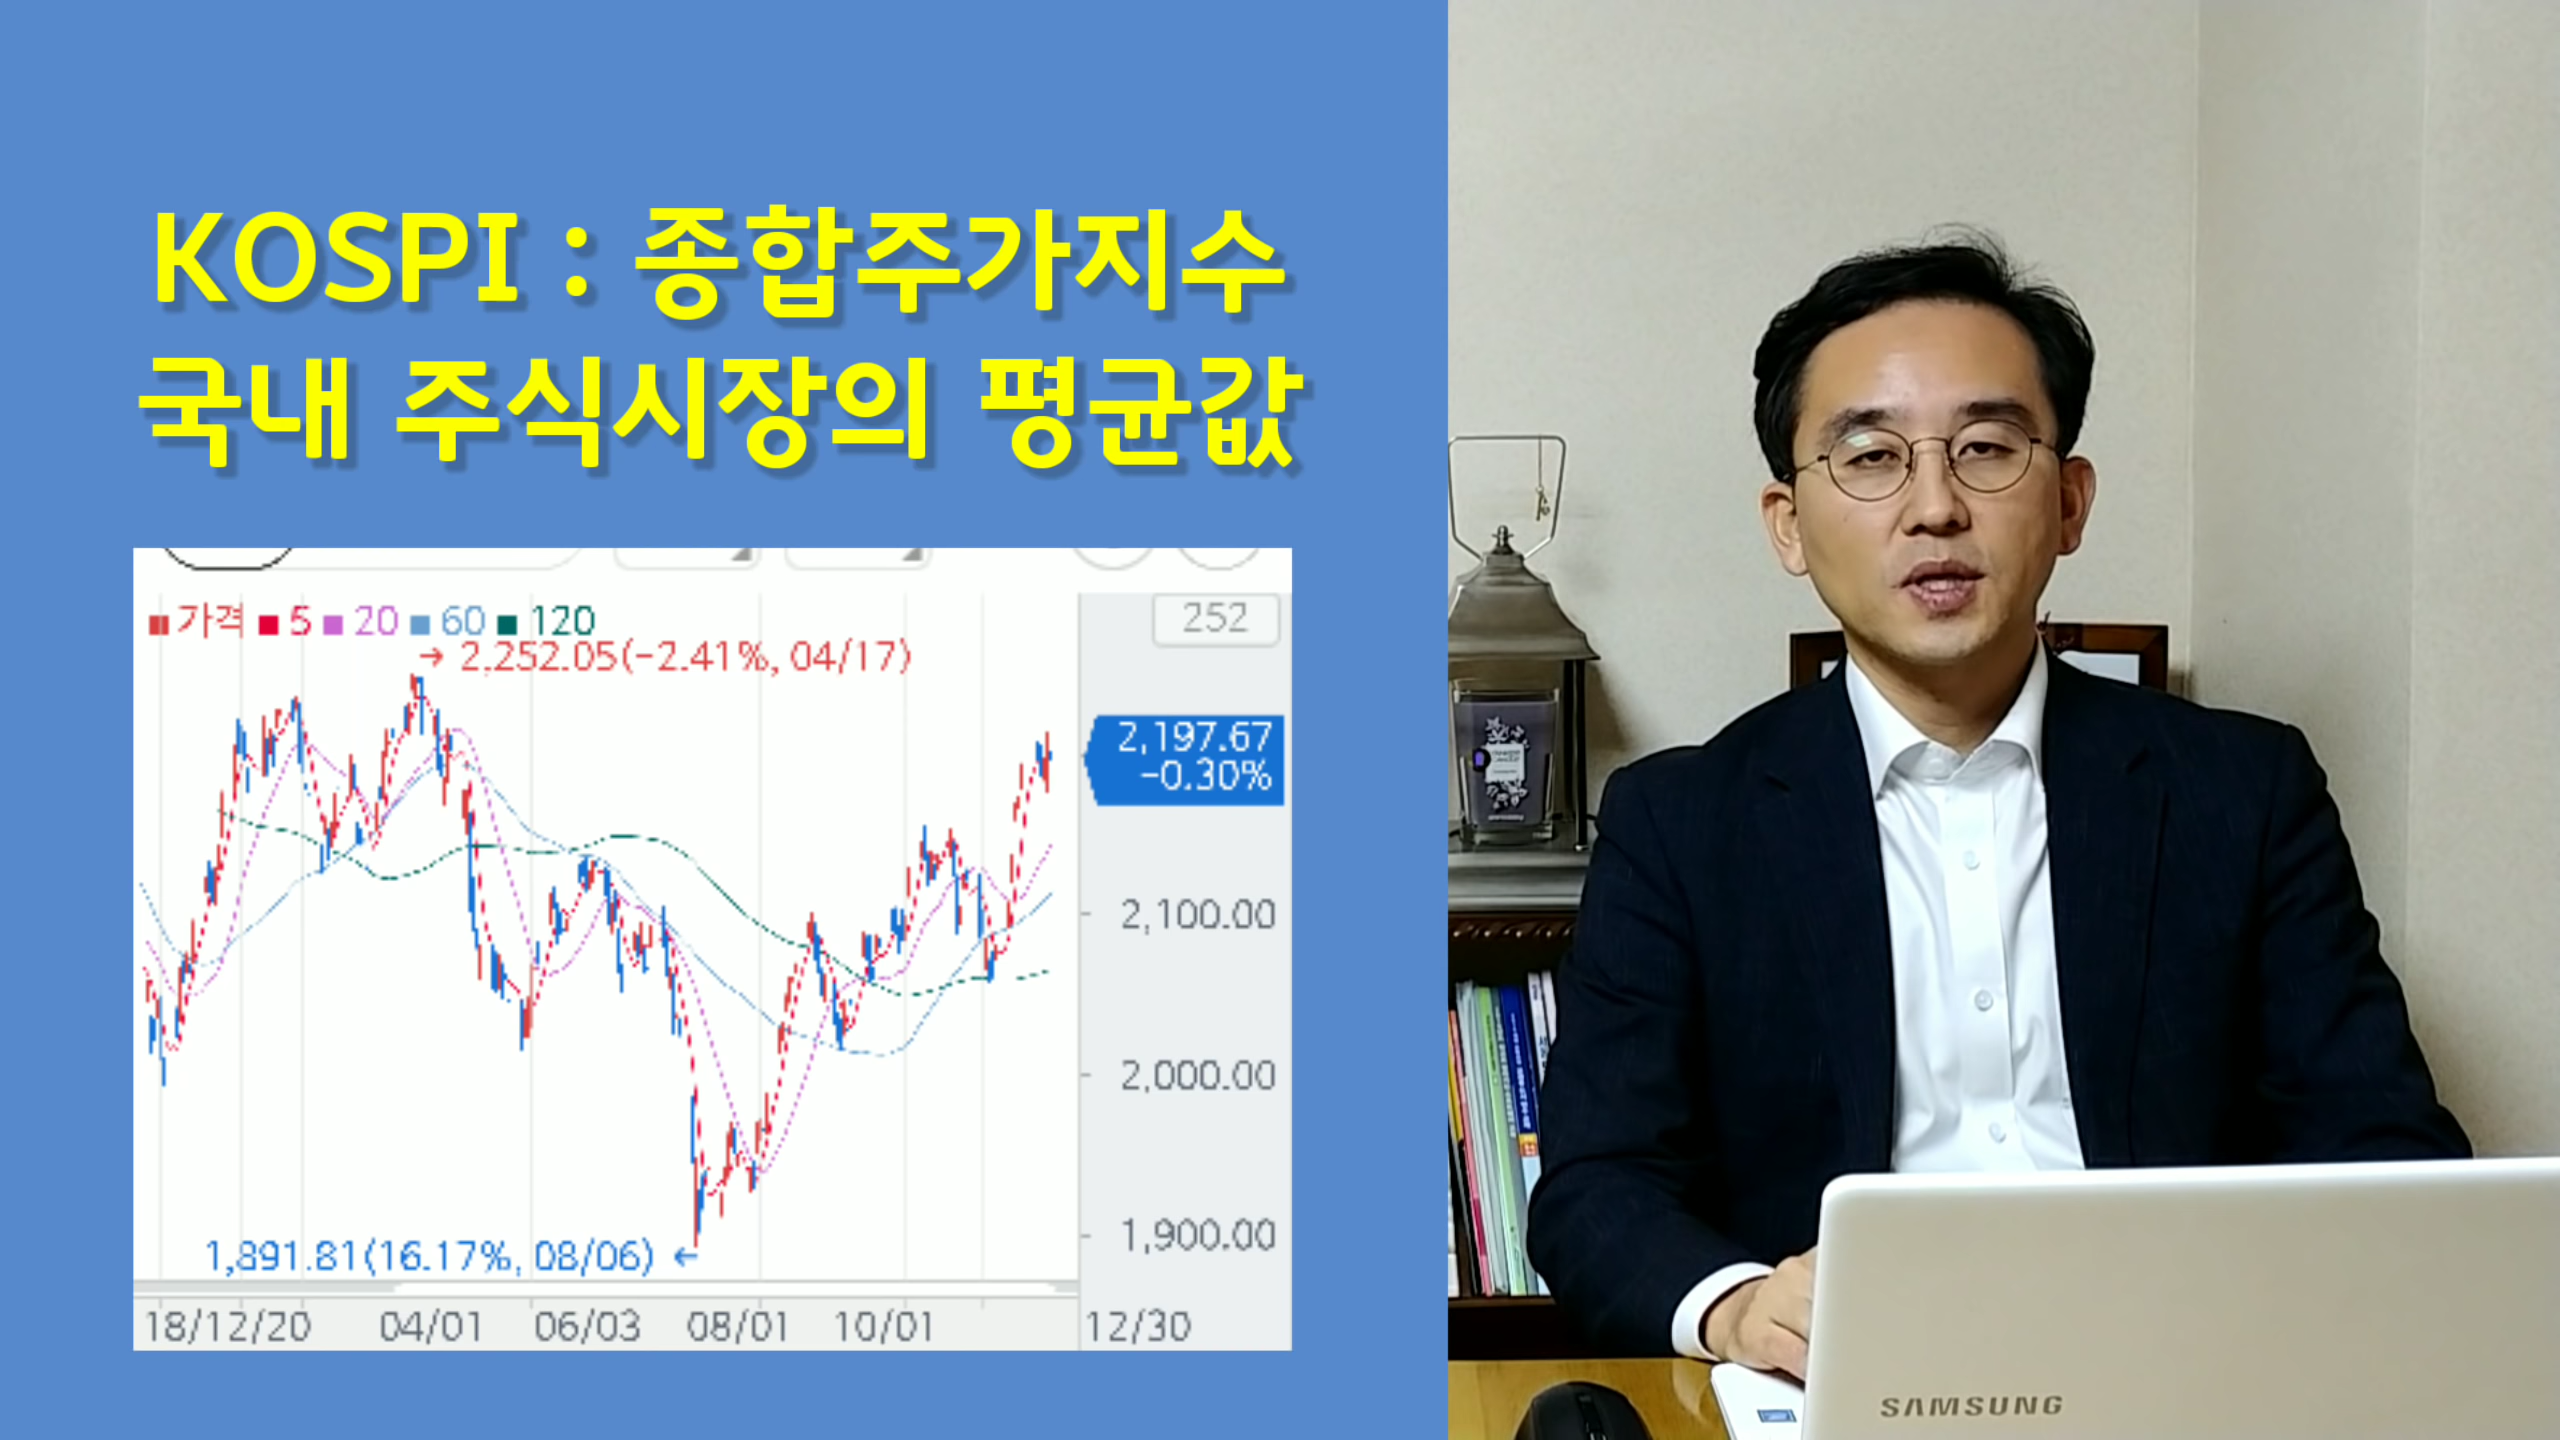 KOSPI : 종합주가지수
국내 주식시장의 평균값
가격 5 20 60 120
252
→ 2,252.05(-2.41%, 04/17)
2,197.67
-0.30%
2,100.00
2,000.00
1,900.00
1,891.81(16.17%, 08/06) ←
18/12/20 04/01 06/03 08/01 10/01 12/30
SAMSUNG